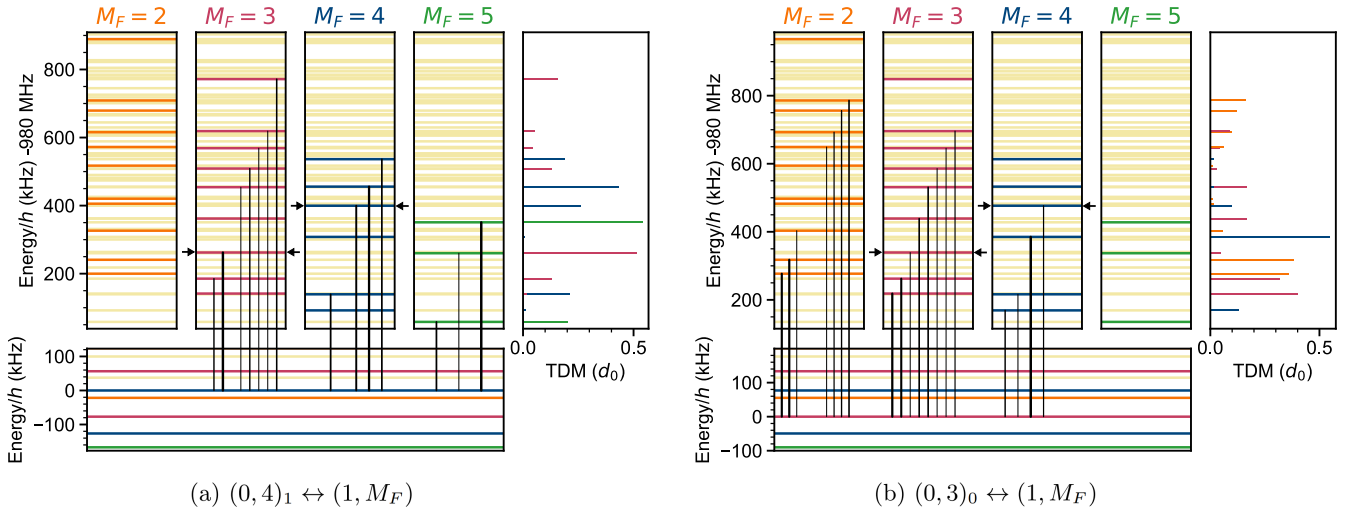 M_F = 2 M_F = 3 M_F = 4 M_F = 5
Energy/h (kHz) -980 MHz
800
600
400
200
Energy/h (kHz)
100
0
−100
0.0 0.5
TDM (d_0)
(a) (0, 4)_1 ↔ (1, M_F)
M_F = 2 M_F = 3 M_F = 4 M_F = 5
Energy/h (kHz) -980 MHz
800
600
400
200
Energy/h (kHz)
100
0
−100
0.0 0.5
TDM (d_0)
(b) (0, 3)_0 ↔ (1, M_F)